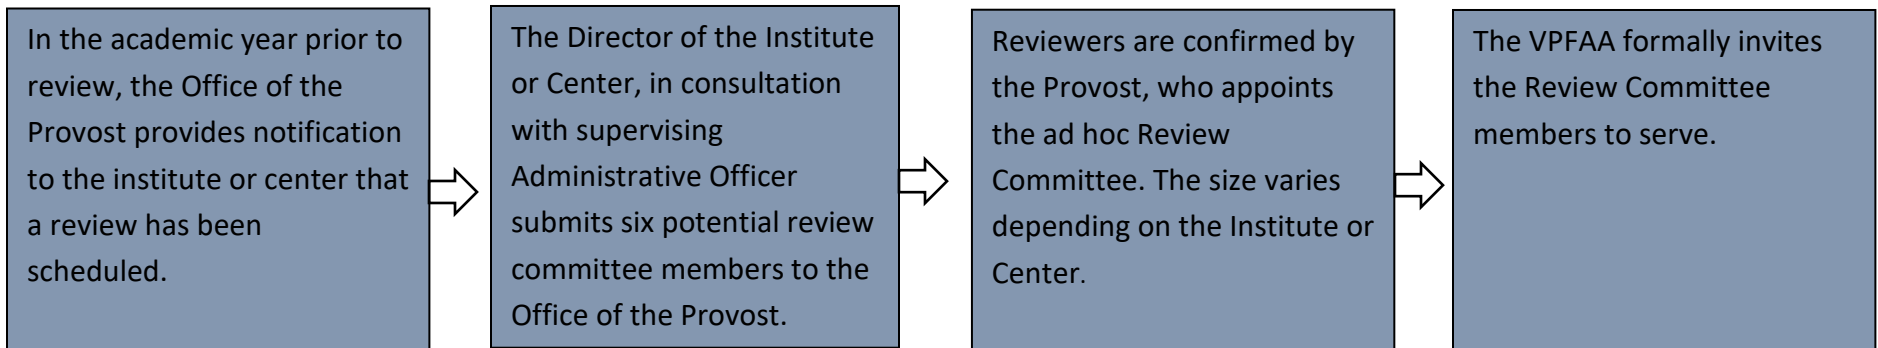 In the academic year prior to
review, the Office of the
Provost provides notification
to the institute or center that
a review has been
scheduled.
The Director of the Institute
or Center, in consultation
with supervising
Administrative Officer
submits six potential review
committee members to the
Office of the Provost.
Reviewers are confirmed by
the Provost, who appoints
the ad hoc Review
Committee. The size varies
depending on the Institute or
Center.
The VPFAA formally invites
the Review Committee
members to serve.